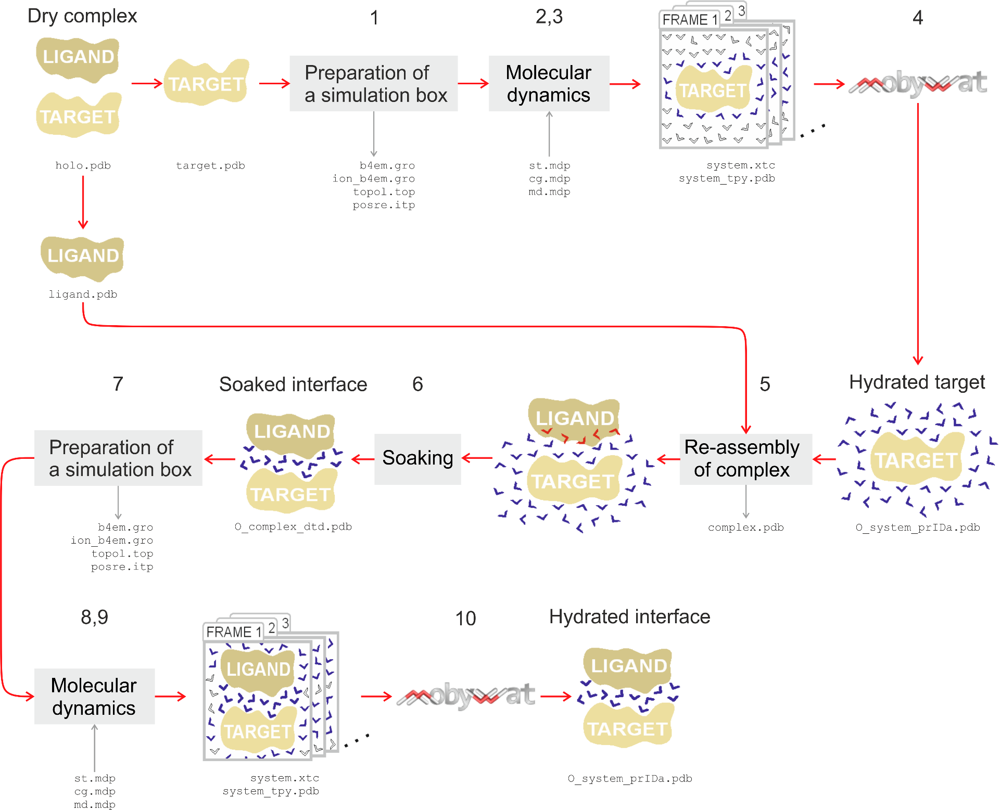 Dry complex
1
2,3
4
LIGAND
TARGET
holo.pdb
TARGET
target.pdb
Preparation of
a simulation box
b4em.gro
ion_b4em.gro
topol.top
posre.itp
Molecular
dynamics
st.mdp
cg.mdp
md.mdp
FRAME 1
2
3
TARGET
system.xtc
system_tpy.pdb
mobywat
LIGAND
ligand.pdb
7
Soaked interface
6
5
Hydrated target
Preparation of
a simulation box
b4em.gro
ion_b4em.gro
topol.top
posre.itp
LIGAND
TARGET
O_complex_dtd.pdb
Soaking
LIGAND
TARGET
Re-assembly
of complex
complex.pdb
TARGET
O_system_prIDa.pdb
8,9
10
Hydrated interface
Molecular
dynamics
st.mdp
cg.mdp
md.mdp
FRAME 1
2
3
LIGAND
TARGET
system.xtc
system_tpy.pdb
mobywat
LIGAND
TARGET
O_system_prIDa.pdb